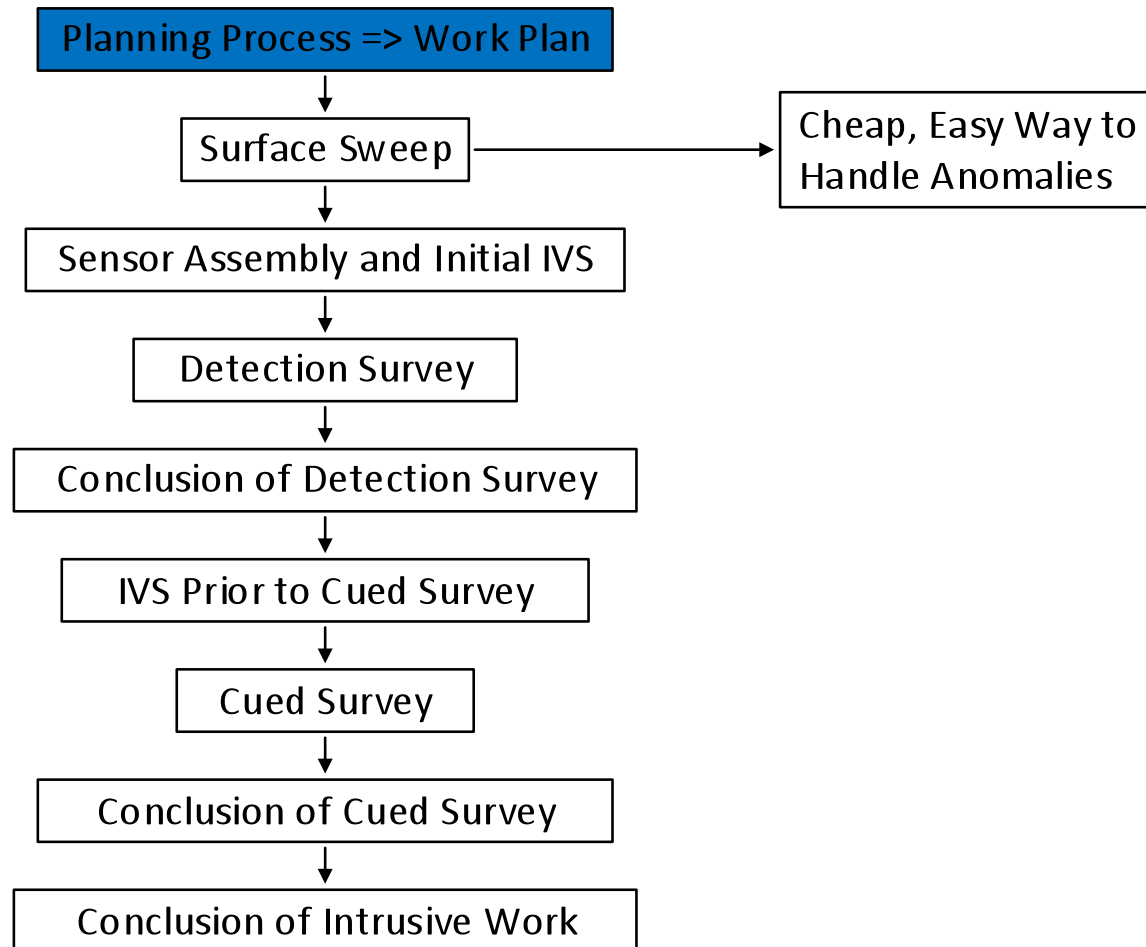 Planning Process => Work Plan
Surface Sweep
Cheap, Easy Way to
Handle Anomalies
Sensor Assembly and Initial IVS
Detection Survey
Conclusion of Detection Survey
IVS Prior to Cued Survey
Cued Survey
Conclusion of Cued Survey
Conclusion of Intrusive Work